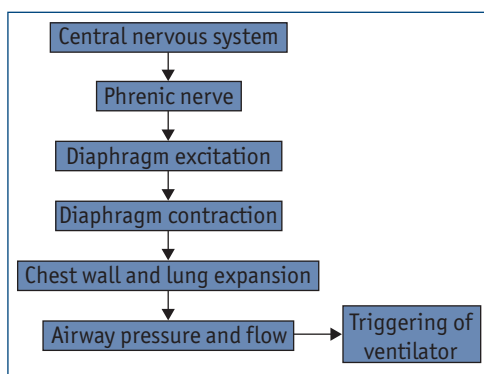 Central nervous system
Phrenic nerve
Diaphragm excitation
Diaphragm contraction
Chest wall and lung expansion
Airway pressure and flow
Triggering of
ventilator